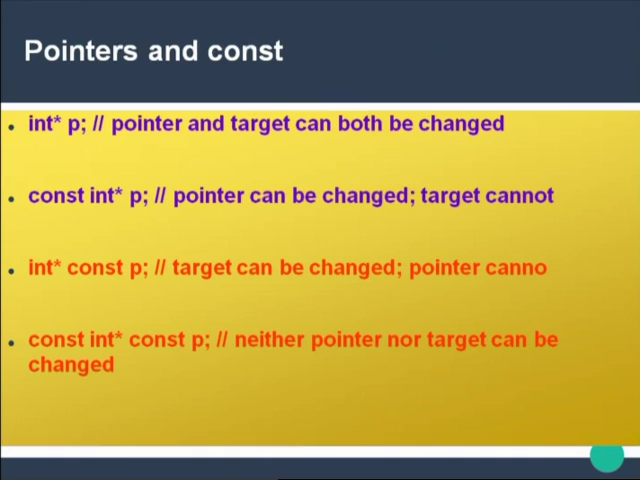 Pointers and const
int* p; // pointer and target can both be changed
const int* p; // pointer can be changed; target cannot
int* const p; // target can be changed; pointer canno
const int* const p; // neither pointer nor target can be
changed